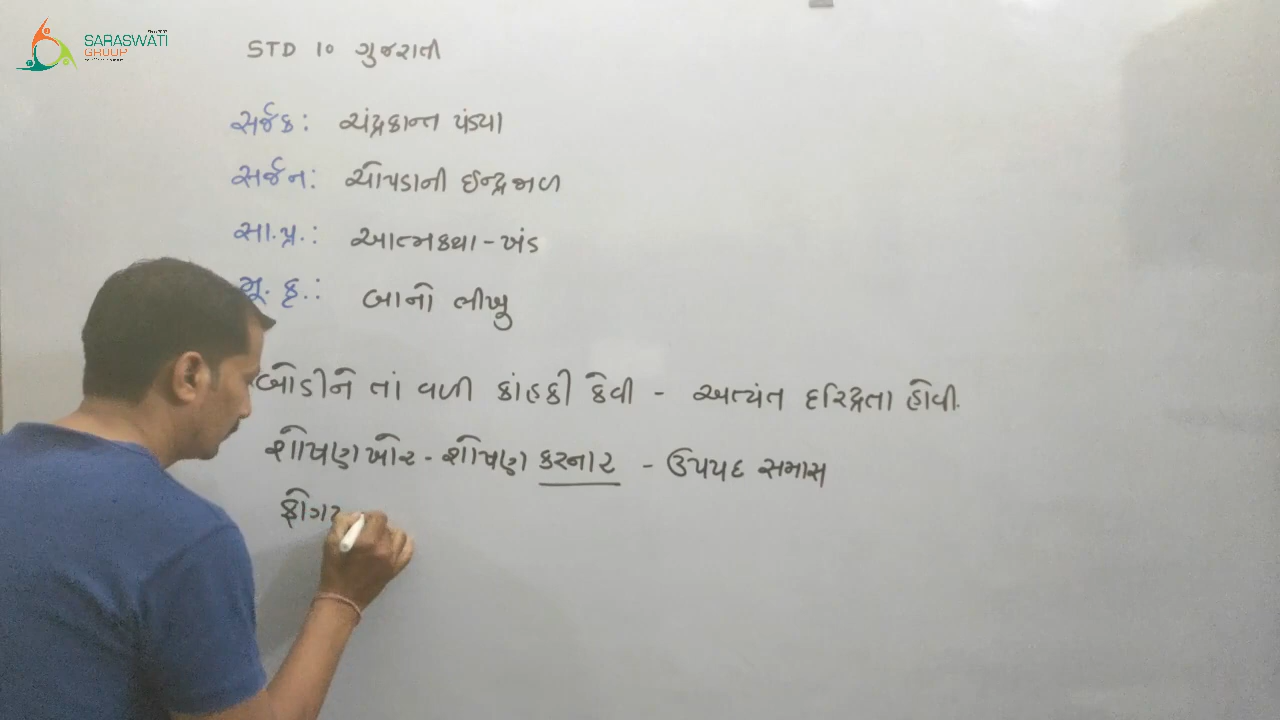 SARASWATI
GROUP
STD 10 ગુજરાતી
સર્જક: ચંદ્રકાન્ત પંડ્યા
સર્જન: ચોપડાની ઈન્દ્રજાળ
સા.પ્ર.: આત્મકથા - ખંડ
મૂ. કૃ.: બાનો ભીખુ
બોડીને તાં વળી કાંહકી કેવી - અત્યંત દરિદ્રતા હોવી.
શોષણખોર - શોષણ કરનાર - ઉપપદ સમાસ
ફોગટ